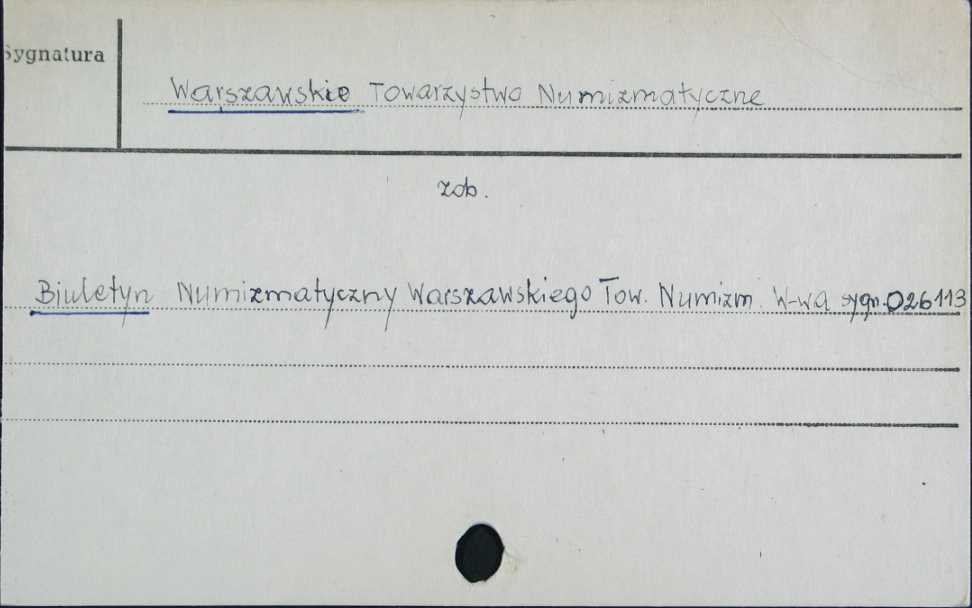 Sygnatura
Warszawskie Towarzystwo Numizmatyczne
zob.
Biuletyn Numizmatyczny Warszawskiego Tow. Numizm. W-wa sygn. 026113